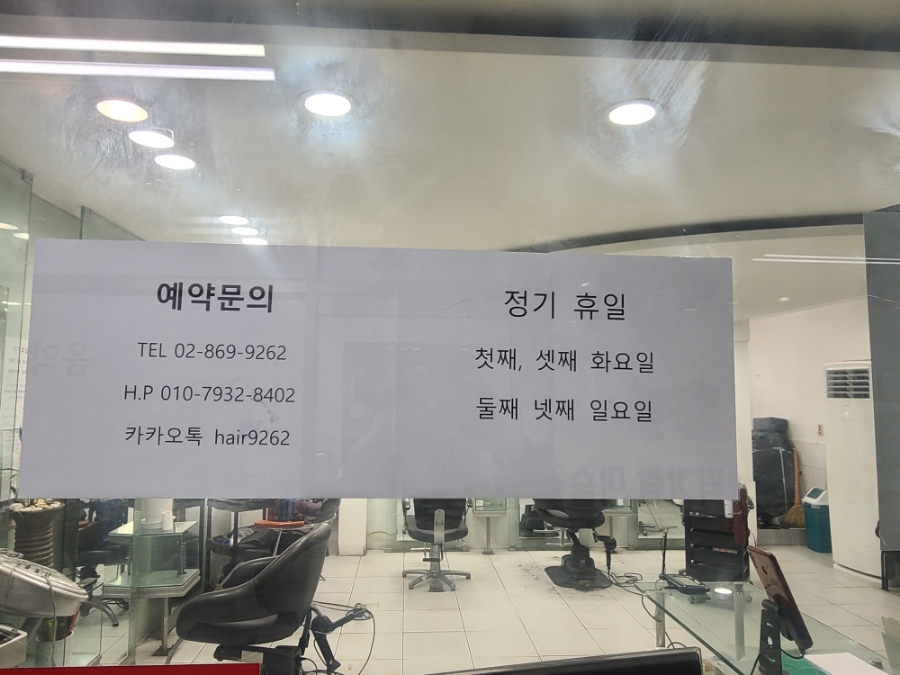 예약문의
TEL 02-869-9262
H.P 010-7932-8402
카카오톡 hair9262
정기 휴일
첫째, 셋째 화요일
둘째 넷째 일요일